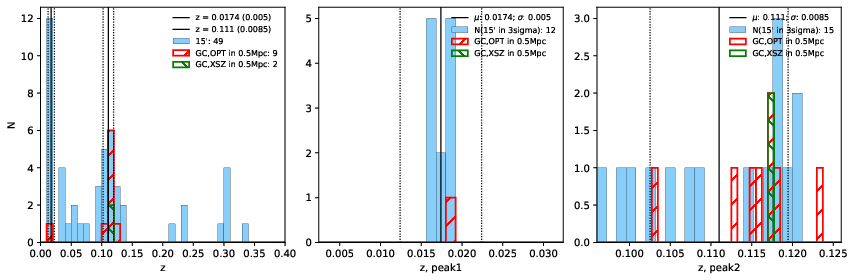 z = 0.0174 (0.005)
z = 0.111 (0.0085)
15': 49
GC,OPT in 0.5Mpc: 9
GC,XSZ in 0.5Mpc: 2
N
12
10
8
6
4
2
0
0.00 0.05 0.10 0.15 0.20 0.25 0.30 0.35 0.40
z
μ: 0.0174; σ: 0.005
N(15' in 3sigma): 12
GC,OPT in 0.5Mpc
GC,XSZ in 0.5Mpc
5
4
3
2
1
0
0.005 0.010 0.015 0.020 0.025 0.030
z, peak1
μ: 0.111; σ: 0.0085
N(15' in 3sigma): 15
GC,OPT in 0.5Mpc
GC,XSZ in 0.5Mpc
3.0
2.5
2.0
1.5
1.0
0.5
0.0
0.100 0.105 0.110 0.115 0.120 0.125
z, peak2